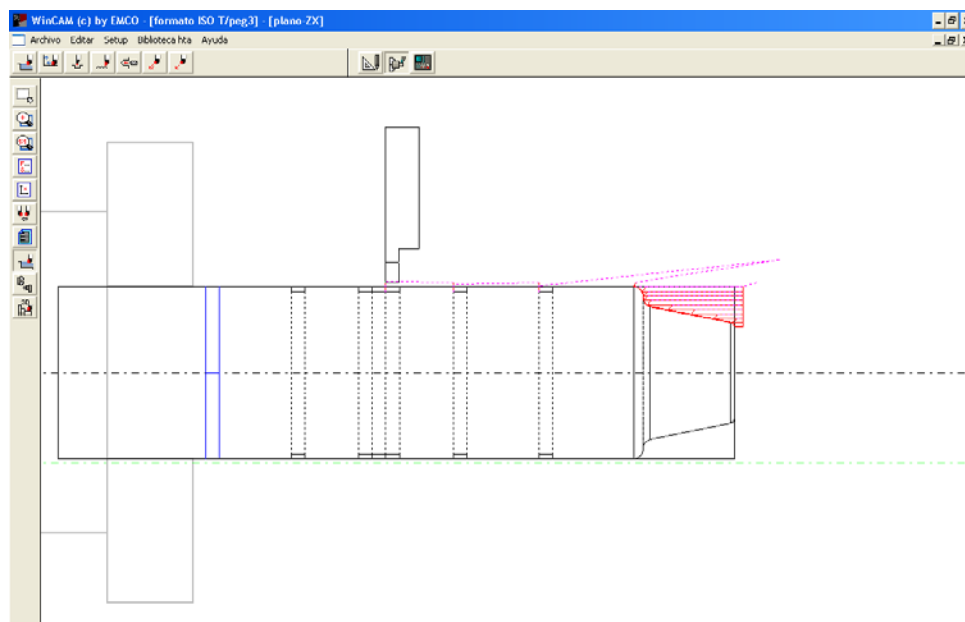 WinCAM (c) by EMCO - [formato ISO T/peg3] - [plano-ZX]
Archivo Editar Setup Biblioteca hta Ayuda